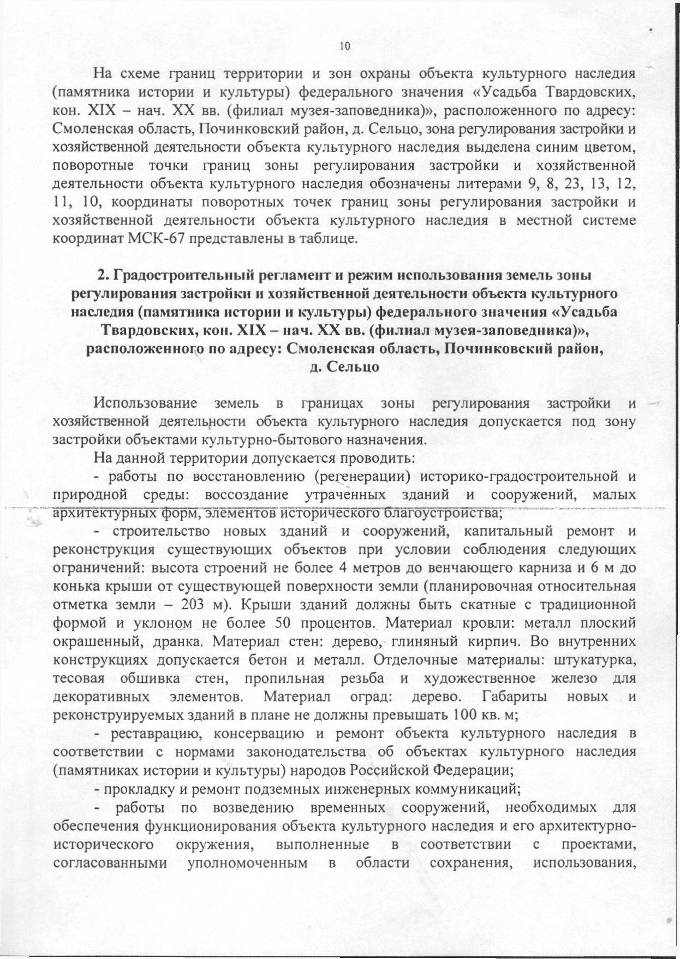 10
На схеме границ территории и зон охраны объекта культурного наследия
(памятника истории и культуры) федерального значения «Усадьба Твардовских,
кон. XIX – нач. XX вв. (филиал музея-заповедника)», расположенного по адресу:
Смоленская область, Починковский район, д. Сельцо, зона регулирования застройки и
хозяйственной деятельности объекта культурного наследия выделена синим цветом,
поворотные точки границ зоны регулирования застройки и хозяйственной
деятельности объекта культурного наследия обозначены литерами 9, 8, 23, 13, 12,
11, 10, координаты поворотных точек границ зоны регулирования застройки и
хозяйственной деятельности объекта культурного наследия в местной системе
координат МСК-67 представлены в таблице.
2. Градостроительный регламент и режим использования земель зоны
регулирования застройки и хозяйственной деятельности объекта культурного
наследия (памятника истории и культуры) федерального значения «Усадьба
Твардовских, кон. XIX – нач. XX вв. (филиал музея-заповедника)»,
расположенного по адресу: Смоленская область, Починковский район,
д. Сельцо
Использование земель в границах зоны регулирования застройки и
хозяйственной деятельности объекта культурного наследия допускается под зону
застройки объектами культурно-бытового назначения.
На данной территории допускается проводить:
- работы по восстановлению (регенерации) историко-градостроительной и
природной среды: воссоздание утраченных зданий и сооружений, малых
архитектурных форм, элементов исторического благоустройства;
- строительство новых зданий и сооружений, капитальный ремонт и
реконструкция существующих объектов при условии соблюдения следующих
ограничений: высота строений не более 4 метров до венчающего карниза и 6 м до
конька крыши от существующей поверхности земли (планировочная относительная
отметка земли – 203 м). Крыши зданий должны быть скатные с традиционной
формой и уклоном не более 50 процентов. Материал кровли: металл плоский
окрашенный, дранка. Материал стен: дерево, глиняный кирпич. Во внутренних
конструкциях допускается бетон и металл. Отделочные материалы: штукатурка,
тесовая обшивка стен, пропильная резьба и художественное железо для
декоративных элементов. Материал оград: дерево. Габариты новых и
реконструируемых зданий в плане не должны превышать 100 кв. м;
- реставрацию, консервацию и ремонт объекта культурного наследия в
соответствии с нормами законодательства об объектах культурного наследия
(памятниках истории и культуры) народов Российской Федерации;
- прокладку и ремонт подземных инженерных коммуникаций;
- работы по возведению временных сооружений, необходимых для
обеспечения функционирования объекта культурного наследия и его архитектурно-
исторического окружения, выполненные в соответствии с проектами,
согласованными уполномоченным в области сохранения, использования,